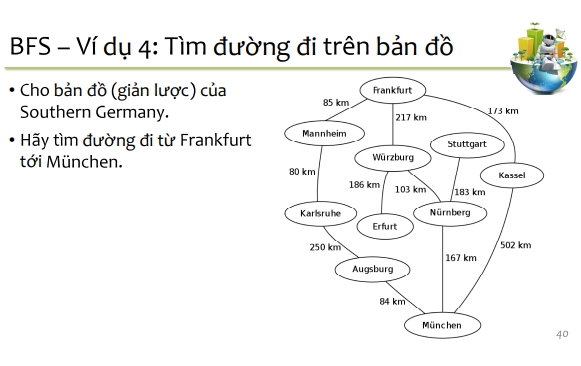 BFS – Ví dụ 4: Tìm đường đi trên bản đồ
• Cho bản đồ (giản lược) của
Southern Germany.
• Hãy tìm đường đi từ Frankfurt
tới München.
Frankfurt
85 km
173 km
217 km
Mannheim
Stuttgart
Würzburg
80 km
Kassel
186 km
103 km
183 km
Karlsruhe
Nürnberg
Erfurt
250 km
502 km
167 km
Augsburg
84 km
München
40